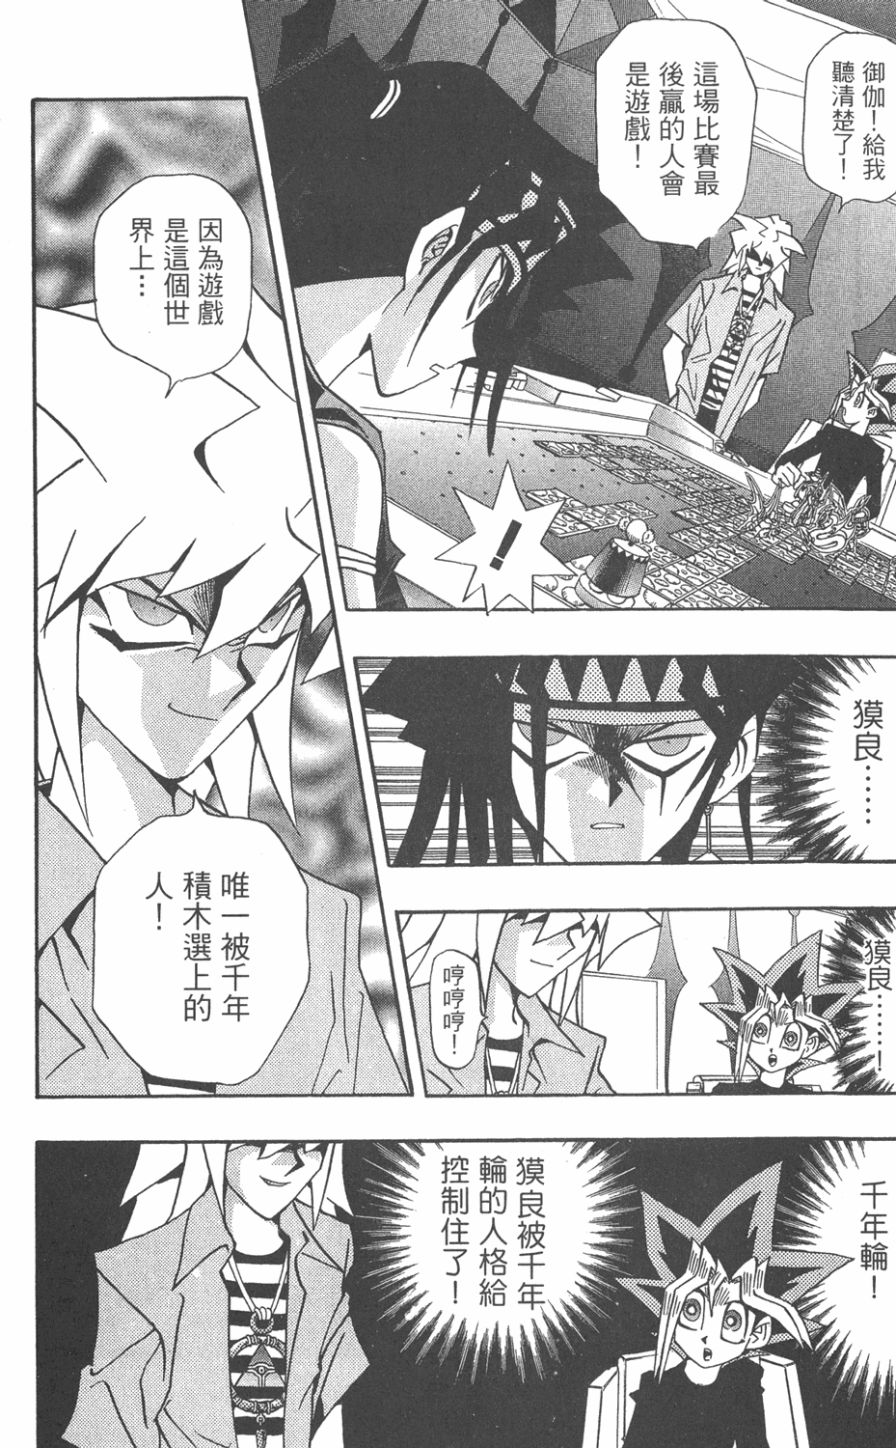 御伽！給我
聽清楚了！
這場比賽最
後贏的人會
是遊戲！
！
因為遊戲
是這個世
界上…
唯一被千年
積木選上的
人！
獏良……
獏良……！
哼哼哼！
千年輪！
獏良被千年
輪的人格給
控制住了！